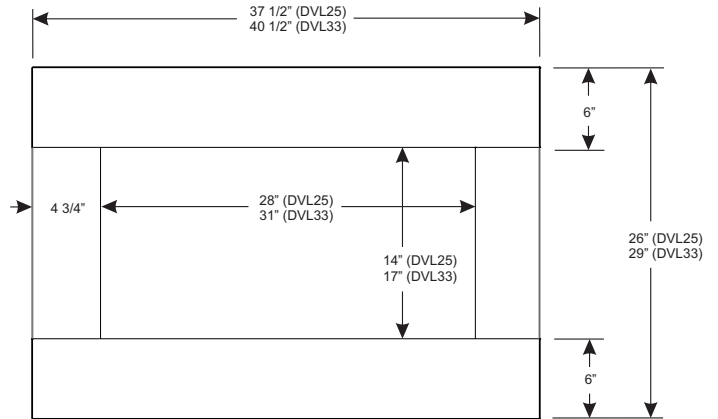 37 1/2” (DVL25)
40 1/2” (DVL33)
6”
4 3/4”
28” (DVL25)
31” (DVL33)
14” (DVL25)
17” (DVL33)
26” (DVL25)
29” (DVL33)
6”